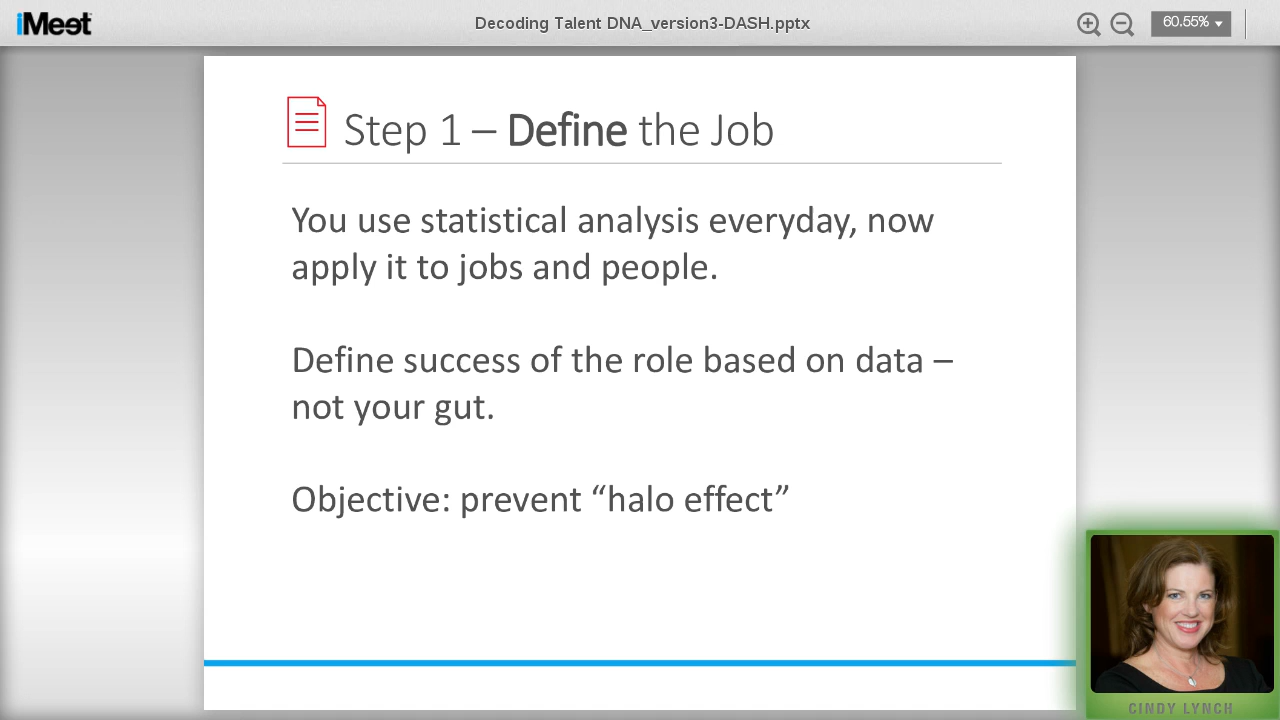 iMeet
Decoding Talent DNA_version3-DASH.pptx
60.55%
Step 1 – Define the Job
You use statistical analysis everyday, now
apply it to jobs and people.
Define success of the role based on data –
not your gut.
Objective: prevent “halo effect”
CINDY LYNCH